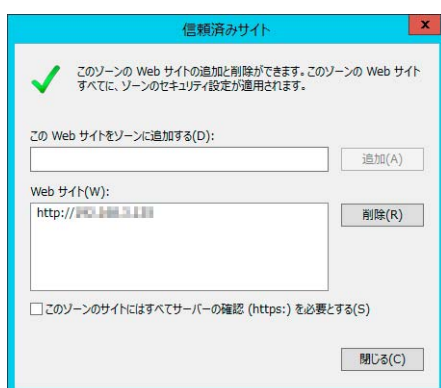 信頼済みサイト
x
このゾーンの Web サイトの追加と削除ができます。このゾーンの Web サイト
すべてに、ゾーンのセキュリティ設定が適用されます。
この Web サイトをゾーンに追加する(D):
追加(A)
Web サイト(W):
http://
削除(R)
このゾーンのサイトにはすべてサーバーの確認 (https:) を必要とする(S)
閉じる(C)